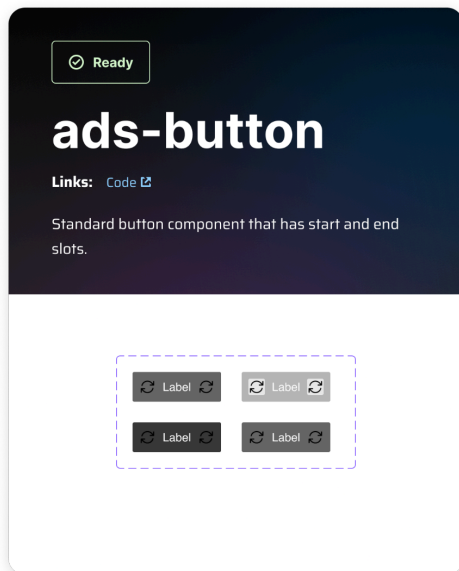 Ready
ads-button
Links: Code
Standard button component that has start and end
slots.
Label Label
Label Label